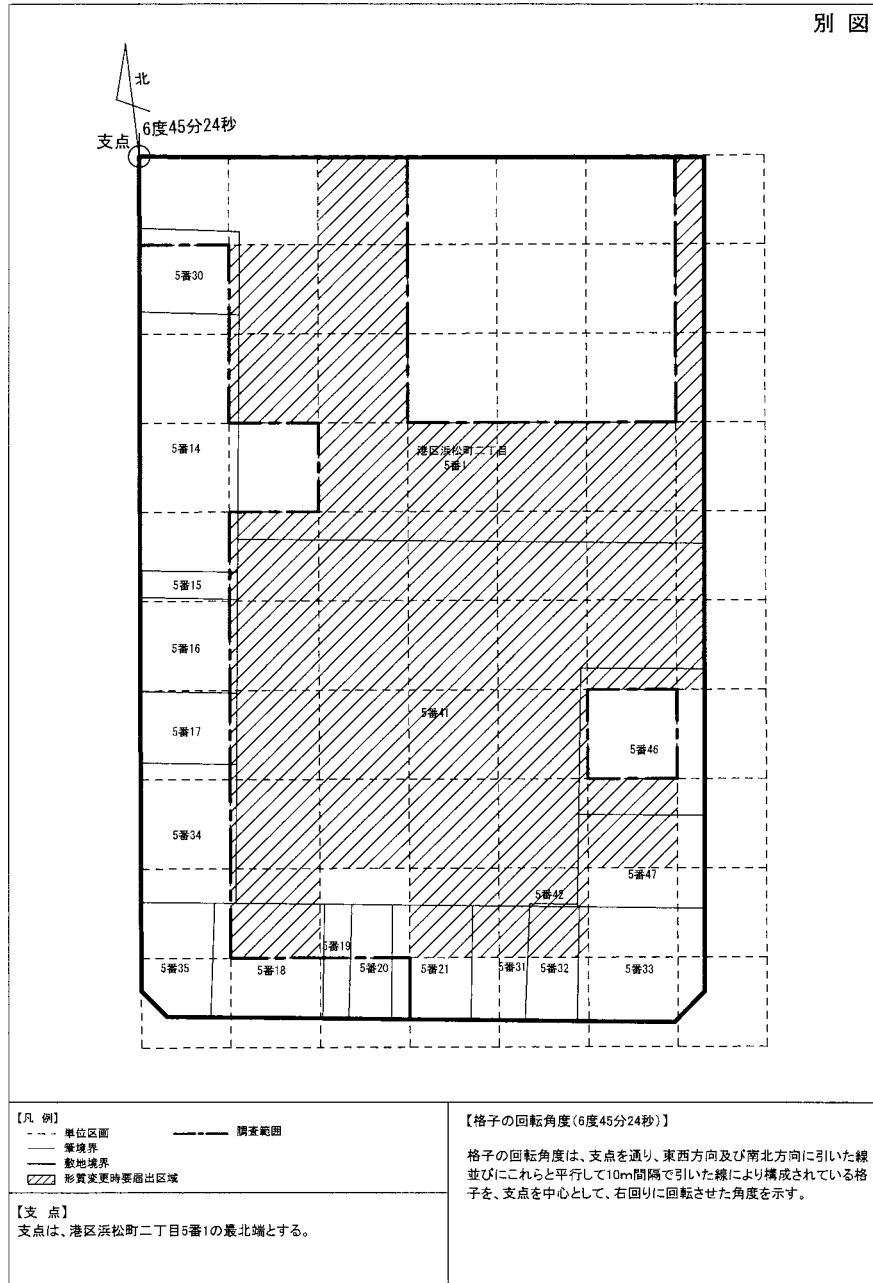 別 図
北
6度45分24秒
支点
5番30
5番14
港区浜松町二丁目
5番1
5番15
5番16
5番17
5番41
5番46
5番34
5番47
5番42
5番19
5番35
5番18
5番20
5番21
5番31
5番32
5番33
【凡 例】
単位区画
調査範囲
筆境界
敷地境界
形質変更時要届出区域
【支 点】
支点は、港区浜松町二丁目5番1の最北端とする。
【格子の回転角度(6度45分24秒)】
格子の回転角度は、支点を通り、東西方向及び南北方向に引いた線
並びにこれらと平行して10m間隔で引いた線により構成されている格
子を、支点を中心として、右回りに回転させた角度を示す。